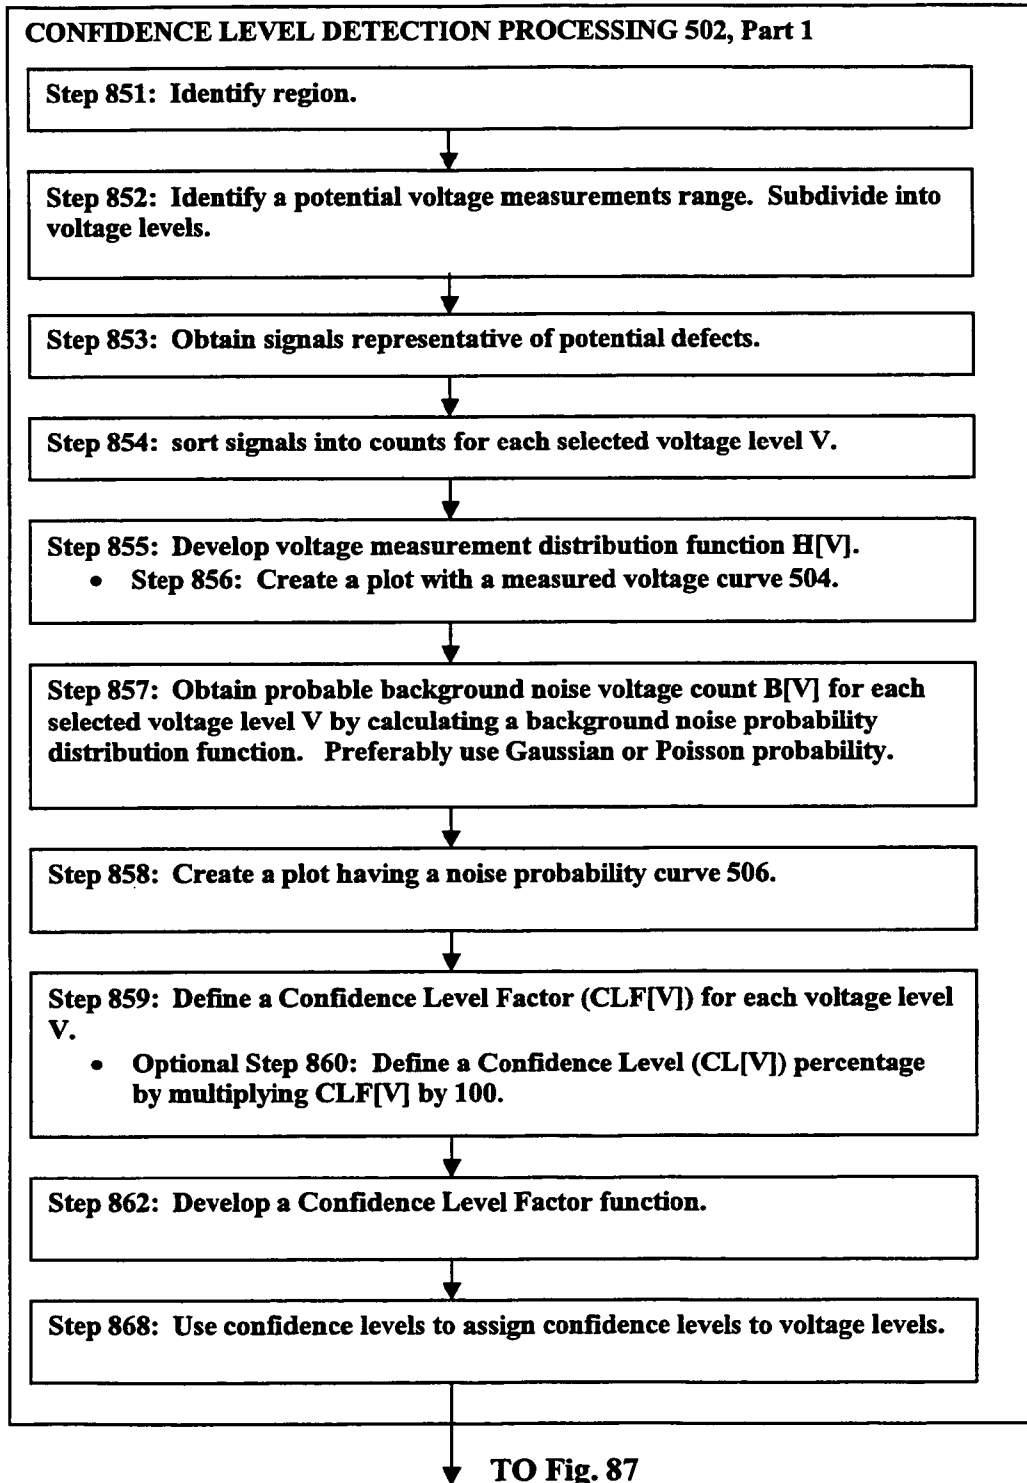 CONFIDENCE LEVEL DETECTION PROCESSING 502, Part 1
Step 851: Identify region.
Step 852: Identify a potential voltage measurements range. Subdivide into
voltage levels.
Step 853: Obtain signals representative of potential defects.
Step 854: sort signals into counts for each selected voltage level V.
Step 855: Develop voltage measurement distribution function H[V].
• Step 856: Create a plot with a measured voltage curve 504.
Step 857: Obtain probable background noise voltage count B[V] for each
selected voltage level V by calculating a background noise probability
distribution function. Preferably use Gaussian or Poisson probability.
Step 858: Create a plot having a noise probability curve 506.
Step 859: Define a Confidence Level Factor (CLF[V]) for each voltage level
V.
• Optional Step 860: Define a Confidence Level (CL[V]) percentage
by multiplying CLF[V] by 100.
Step 862: Develop a Confidence Level Factor function.
Step 868: Use confidence levels to assign confidence levels to voltage levels.
TO Fig. 87